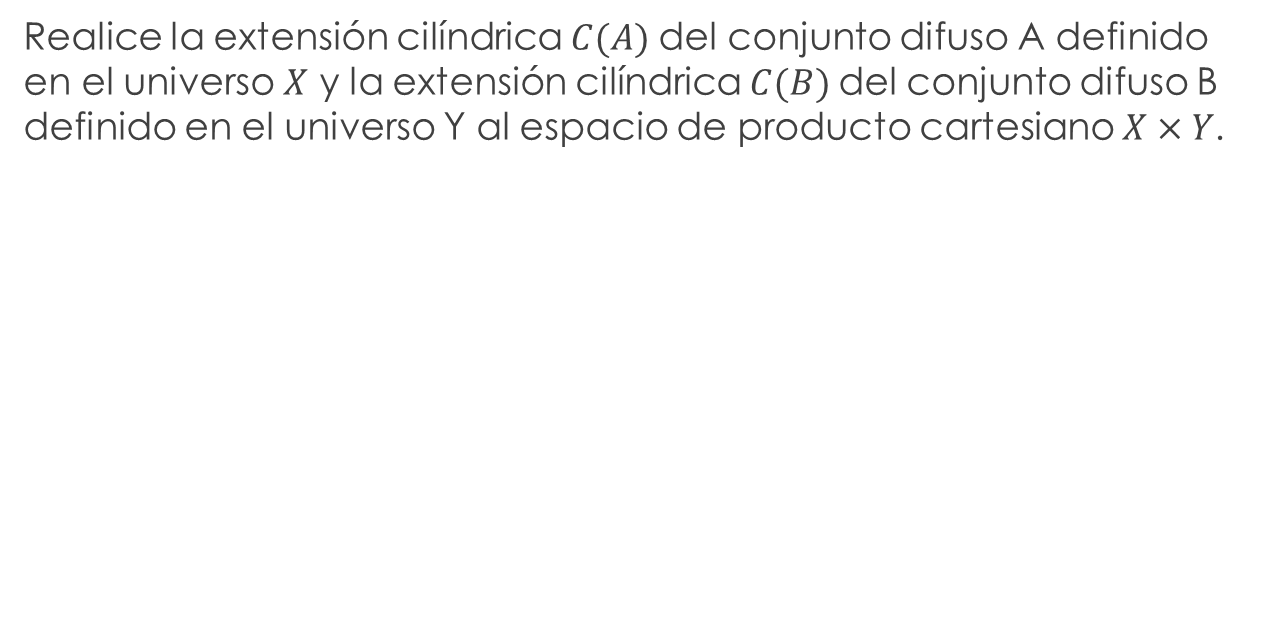 Realice la extensión cilíndrica C(A) del conjunto difuso A definido
en el universo X y la extensión cilíndrica C(B) del conjunto difuso B
definido en el universo Y al espacio de producto cartesiano X × Y.